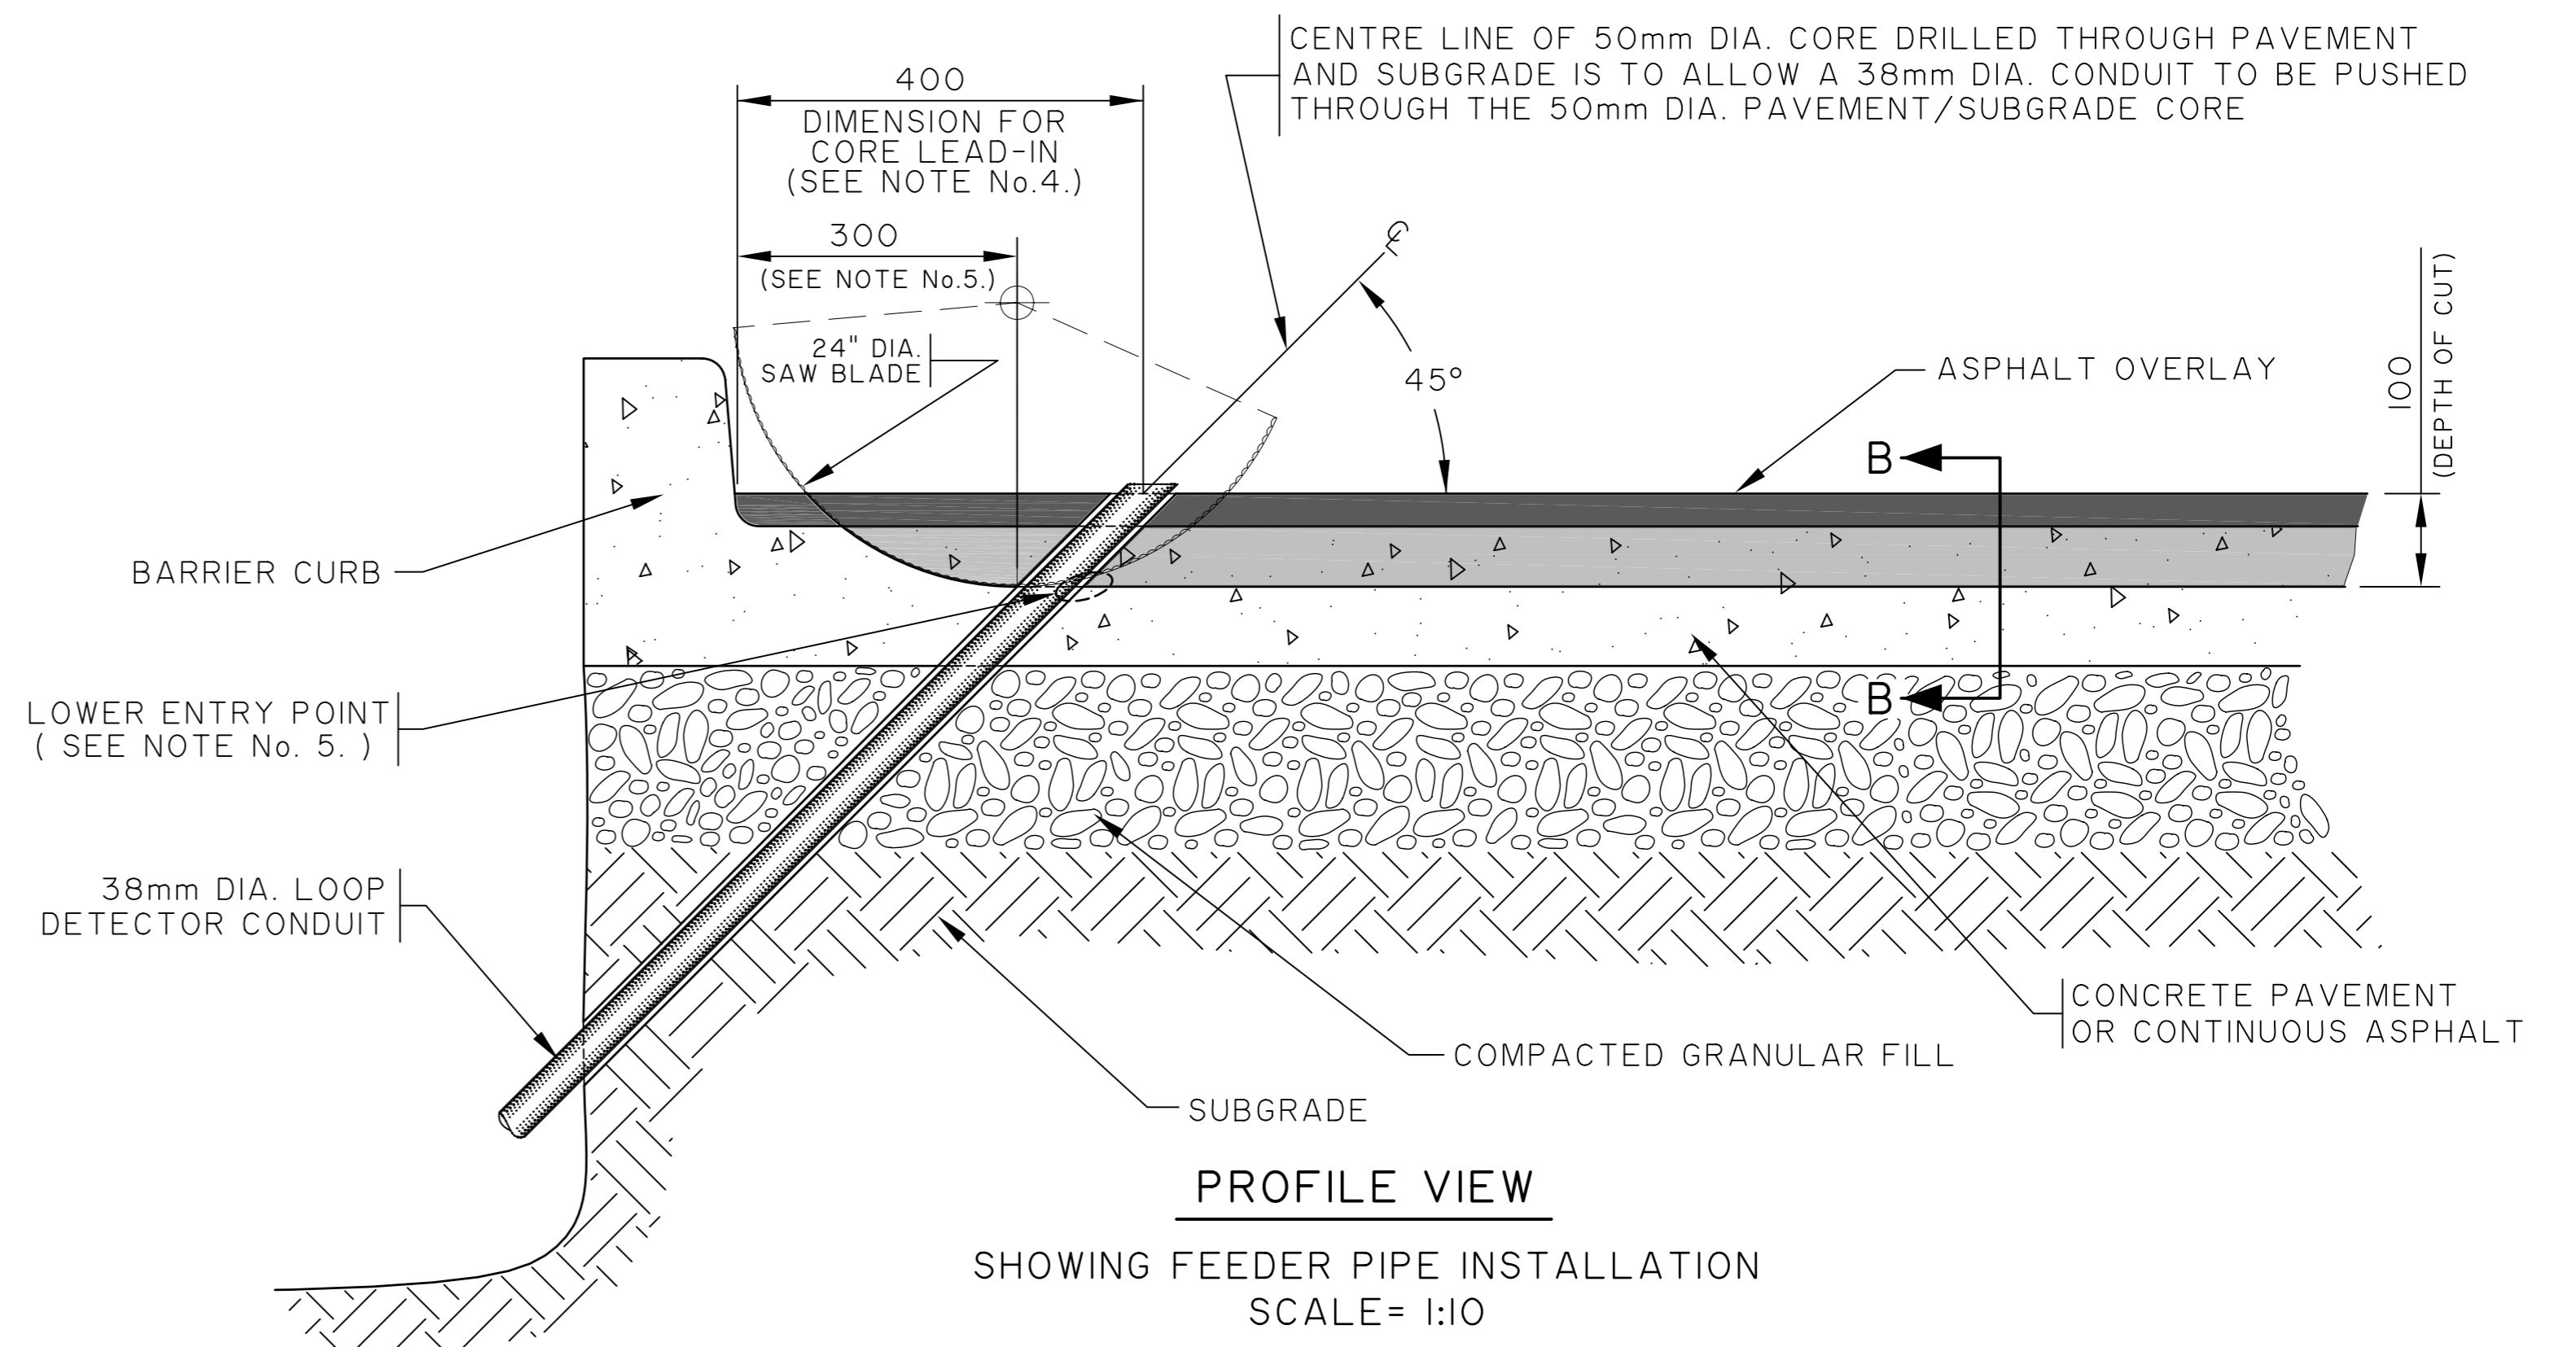 CENTRE LINE OF 50mm DIA. CORE DRILLED THROUGH PAVEMENT
AND SUBGRADE IS TO ALLOW A 38mm DIA. CONDUIT TO BE PUSHED
THROUGH THE 50mm DIA. PAVEMENT/SUBGRADE CORE
400
DIMENSION FOR
CORE LEAD-IN
(SEE NOTE No.4.)
300
(SEE NOTE No.5.)
℄
24" DIA.
SAW BLADE
45°
ASPHALT OVERLAY
100
(DEPTH OF CUT)
B
BARRIER CURB
B
LOWER ENTRY POINT
( SEE NOTE No. 5. )
38mm DIA. LOOP
DETECTOR CONDUIT
CONCRETE PAVEMENT
OR CONTINUOUS ASPHALT
COMPACTED GRANULAR FILL
SUBGRADE
PROFILE VIEW
SHOWING FEEDER PIPE INSTALLATION
SCALE= 1:10